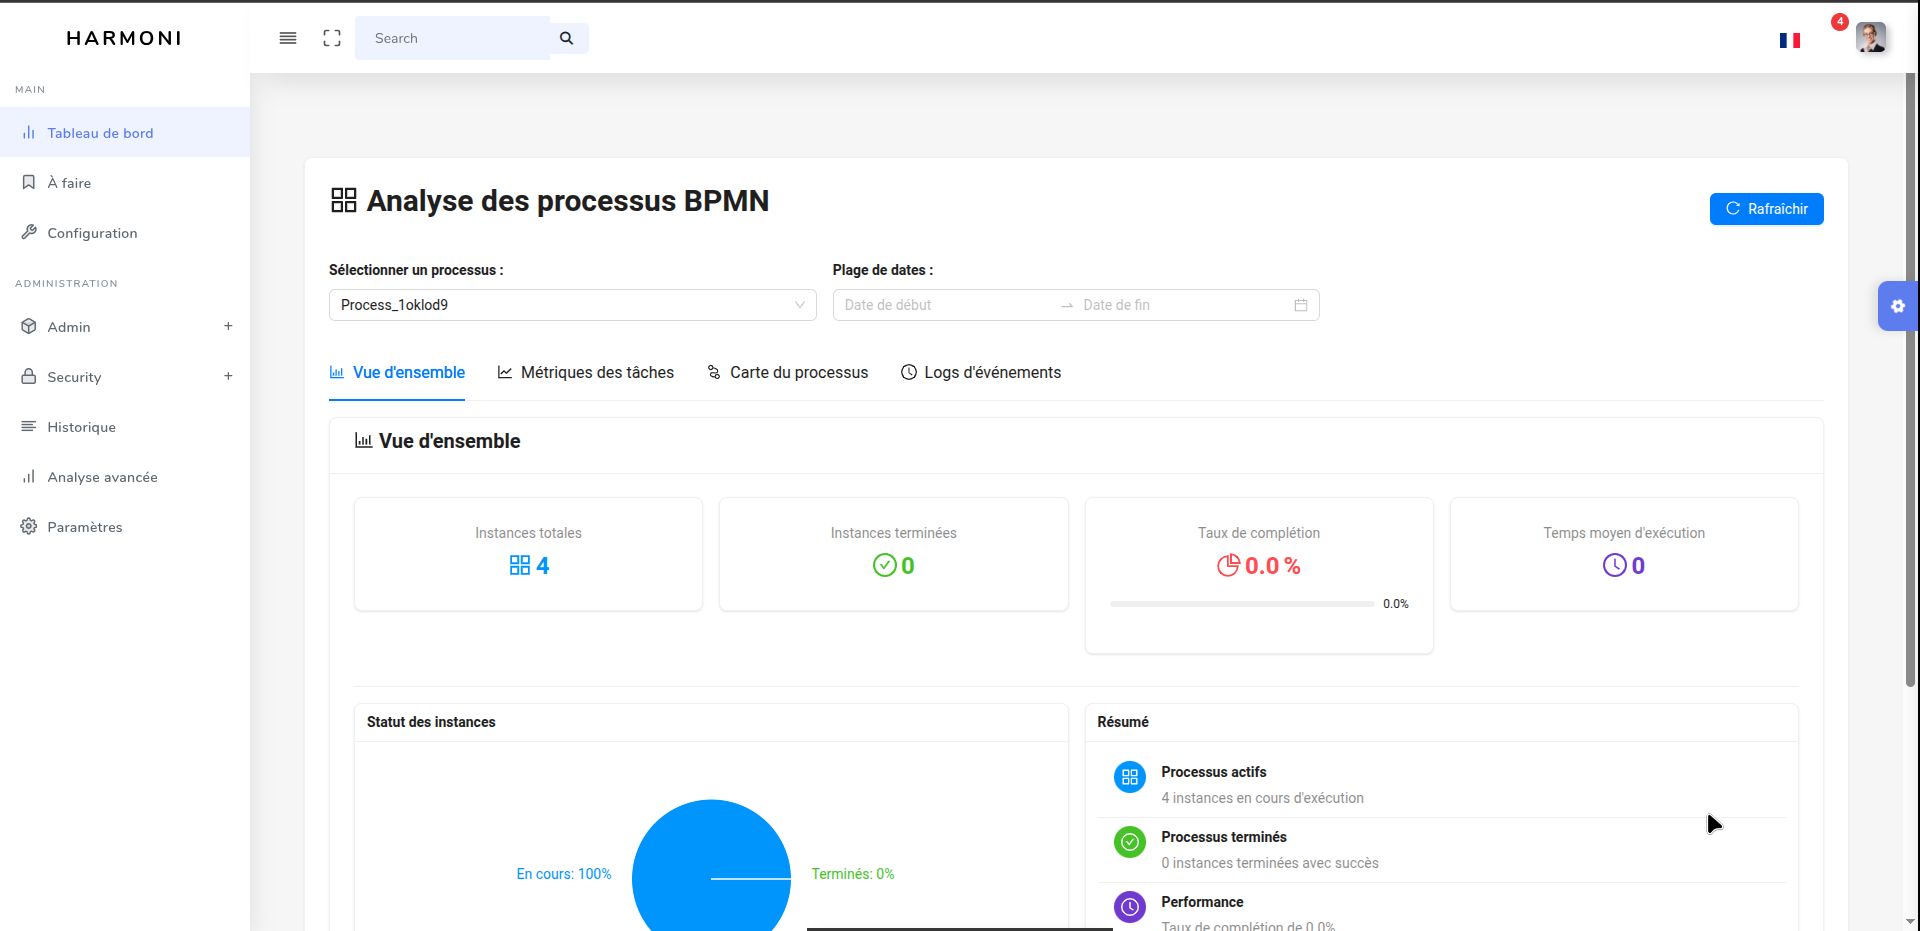 HARMONI
Search
4
MAIN
Tableau de bord
À faire
Configuration
ADMINISTRATION
Admin +
Security +
Historique
Analyse avancée
Paramètres
Analyse des processus BPMN
Rafraîchir
Sélectionner un processus :
Plage de dates :
Process_1oklod9
Date de début
Date de fin
Vue d'ensemble
Métriques des tâches
Carte du processus
Logs d'événements
Vue d'ensemble
Instances totales
4
Instances terminées
0
Taux de complétion
0.0 %
0.0%
Temps moyen d'exécution
0
Statut des instances
En cours: 100%
Terminés: 0%
Résumé
Processus actifs
4 instances en cours d'exécution
Processus terminés
0 instances terminées avec succès
Performance
Taux de complétion de 0.0%